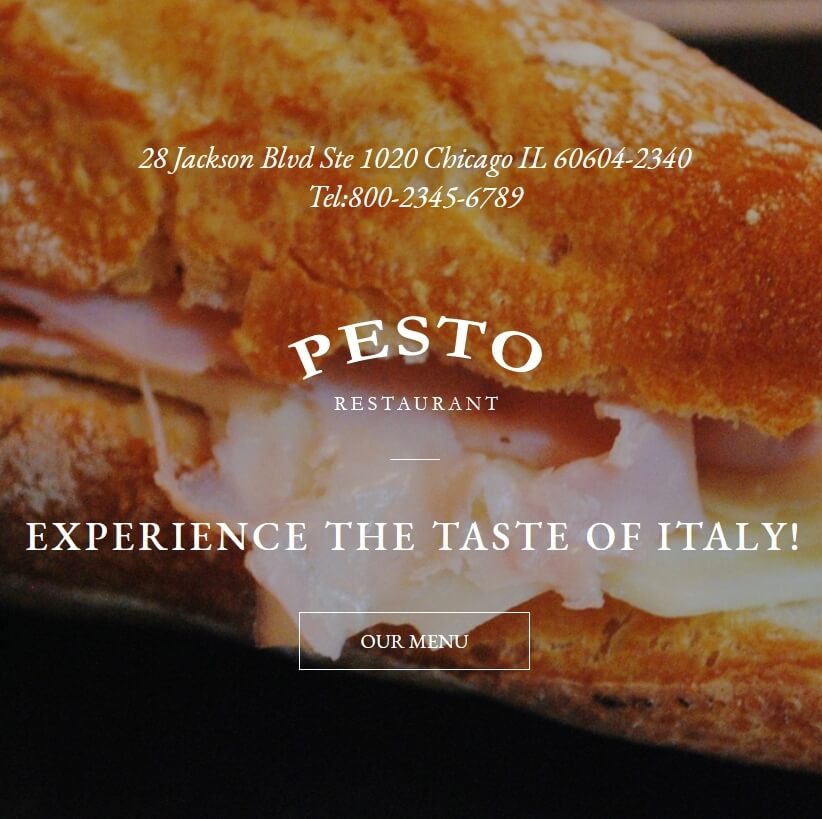 28 Jackson Blvd Ste 1020 Chicago IL 60604-2340
Tel:800-2345-6789
PESTO
RESTAURANT
EXPERIENCE THE TASTE OF ITALY!
OUR MENU